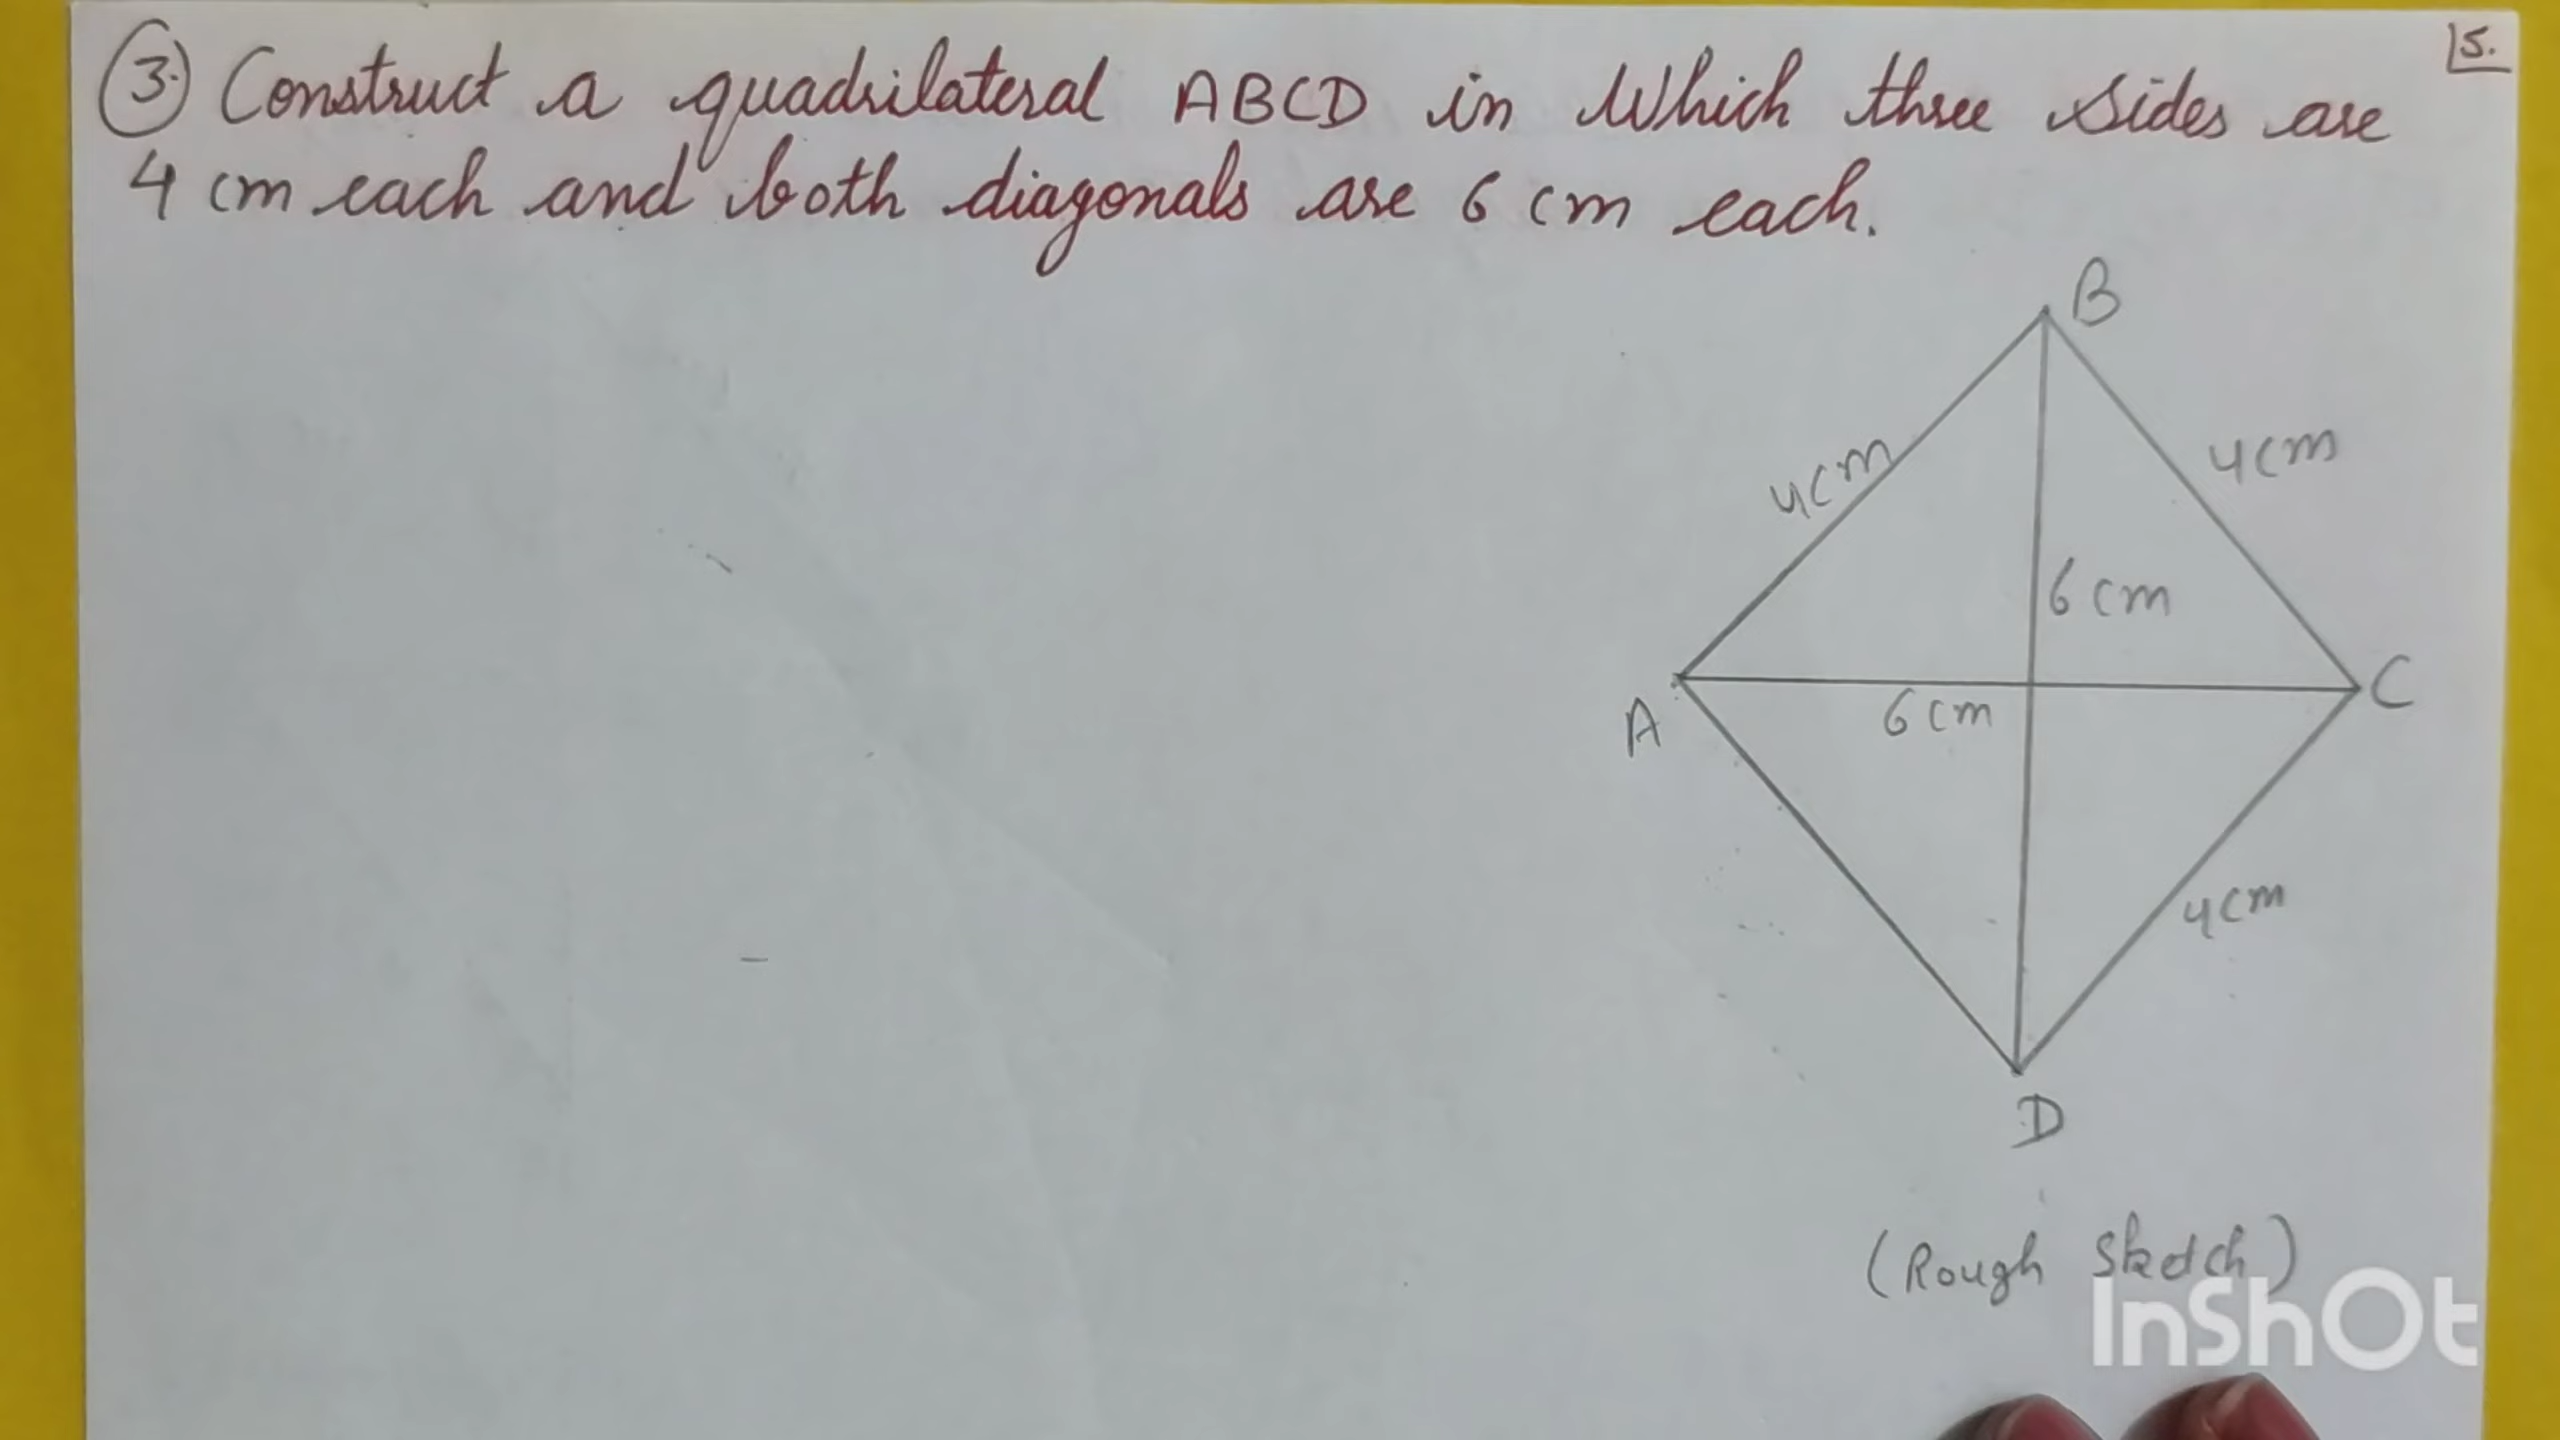 5.
3. Construct a quadrilateral ABCD in Which three sides are
4 cm each and both diagonals are 6 cm each.
B
4cm
4cm
6 cm
A
6 cm
C
4cm
D
(Rough Sketch)
InShOt